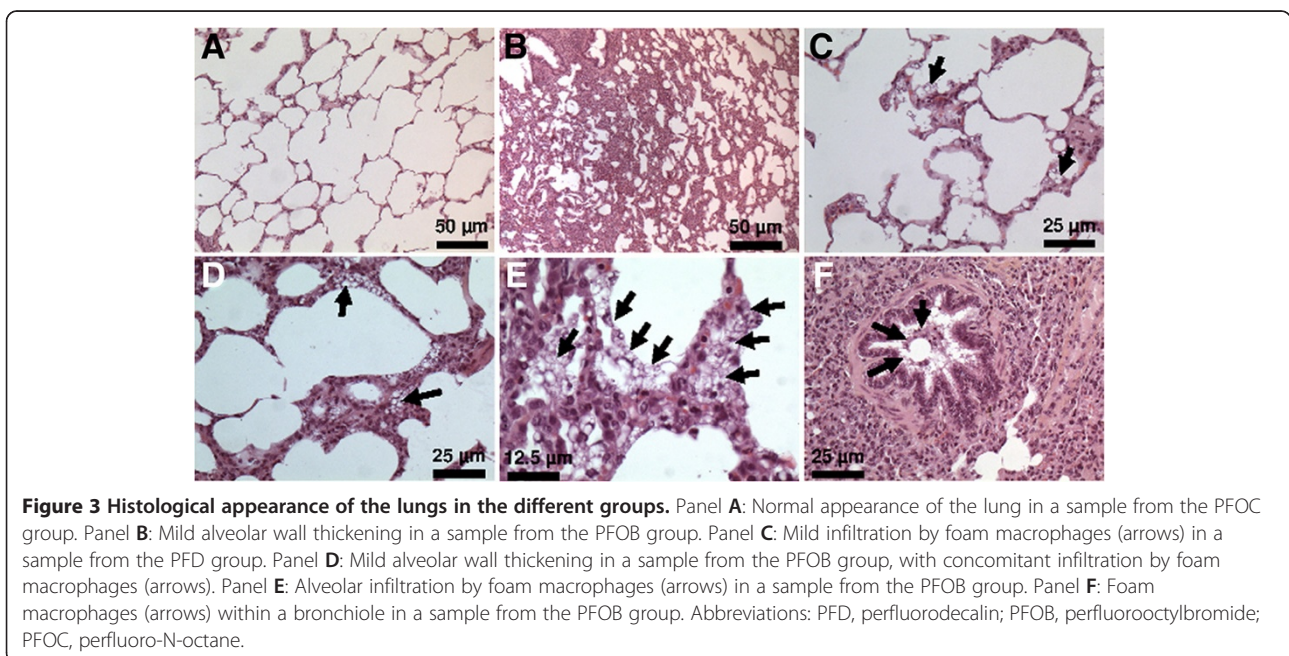 A
B
C
50 μm
50 μm
25 μm
D
E
F
25 μm
12.5 μm
25 μm
Figure 3 Histological appearance of the lungs in the different groups. Panel A: Normal appearance of the lung in a sample from the PFOC
group. Panel B: Mild alveolar wall thickening in a sample from the PFOB group. Panel C: Mild infiltration by foam macrophages (arrows) in a
sample from the PFD group. Panel D: Mild alveolar wall thickening in a sample from the PFOB group, with concomitant infiltration by foam
macrophages (arrows). Panel E: Alveolar infiltration by foam macrophages (arrows) in a sample from the PFOB group. Panel F: Foam
macrophages (arrows) within a bronchiole in a sample from the PFOB group. Abbreviations: PFD, perfluorodecalin; PFOB, perfluorooctylbromide;
PFOC, perfluoro-N-octane.